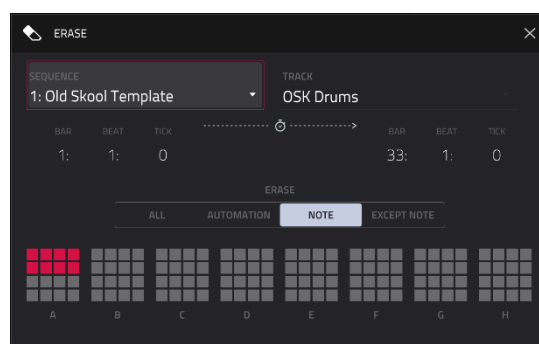 ERASE
SEQUENCE TRACK
1: Old Skool Template OSK Drums
BAR BEAT TICK BAR BEAT TICK
1: 1: 0 33: 1: 0
ERASE
ALL AUTOMATION NOTE EXCEPT NOTE
A B C D E F G H